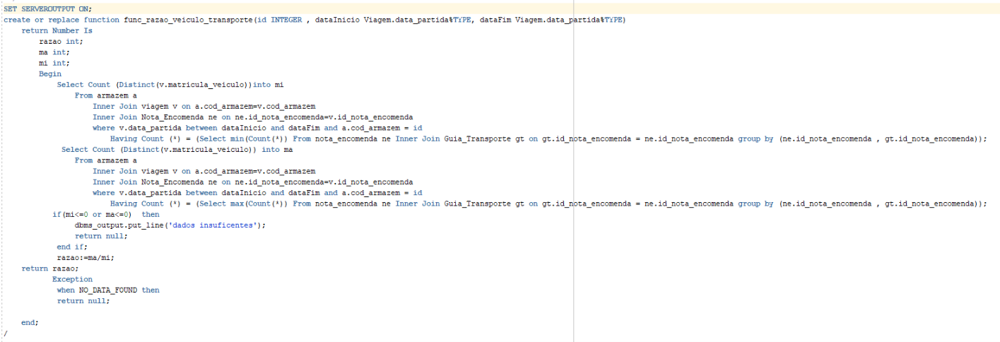 SET SERVEROUTPUT ON;
create or replace function func_razao_veiculo_transporte(id INTEGER , dataInicio Viagem.data_partida%TYPE, dataFim Viagem.data_partida%TYPE)
return Number Is
razao int;
ma int;
mi int;
Begin
Select Count (Distinct(v.matricula_veiculo))into mi
From armazem a
Inner Join viagem v on a.cod_armazem=v.cod_armazem
Inner Join Nota_Encomenda ne on ne.id_nota_encomenda=v.id_nota_encomenda
where v.data_partida between dataInicio and dataFim and a.cod_armazem = id
Having Count (*) = (Select min(Count(*)) From nota_encomenda ne Inner Join Guia_Transporte gt on gt.id_nota_encomenda = ne.id_nota_encomenda group by (ne.id_nota_encomenda , gt.id_nota_encomenda));
Select Count (Distinct(v.matricula_veiculo)) into ma
From armazem a
Inner Join viagem v on a.cod_armazem=v.cod_armazem
Inner Join Nota_Encomenda ne on ne.id_nota_encomenda=v.id_nota_encomenda
where v.data_partida between dataInicio and dataFim and a.cod_armazem = id
Having Count (*) = (Select max(Count(*)) From nota_encomenda ne Inner Join Guia_Transporte gt on gt.id_nota_encomenda = ne.id_nota_encomenda group by (ne.id_nota_encomenda , gt.id_nota_encomenda));
if(mi<=0 or ma<=0) then
dbms_output.put_line('dados insuficentes');
return null;
end if;
razao:=ma/mi;
return razao;
Exception
when NO_DATA_FOUND then
return null;
end;
/